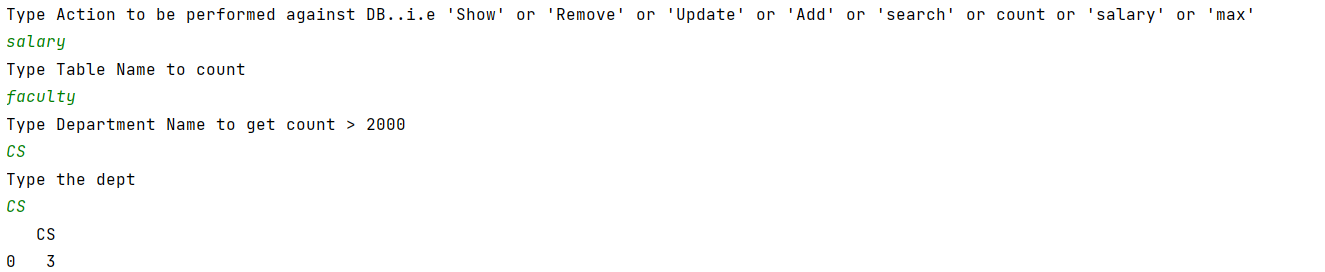 Type Action to be performed against DB..i.e 'Show' or 'Remove' or 'Update' or 'Add' or 'search' or count or 'salary' or 'max'
salary
Type Table Name to count
faculty
Type Department Name to get count > 2000
CS
Type the dept
CS
   CS
0   3